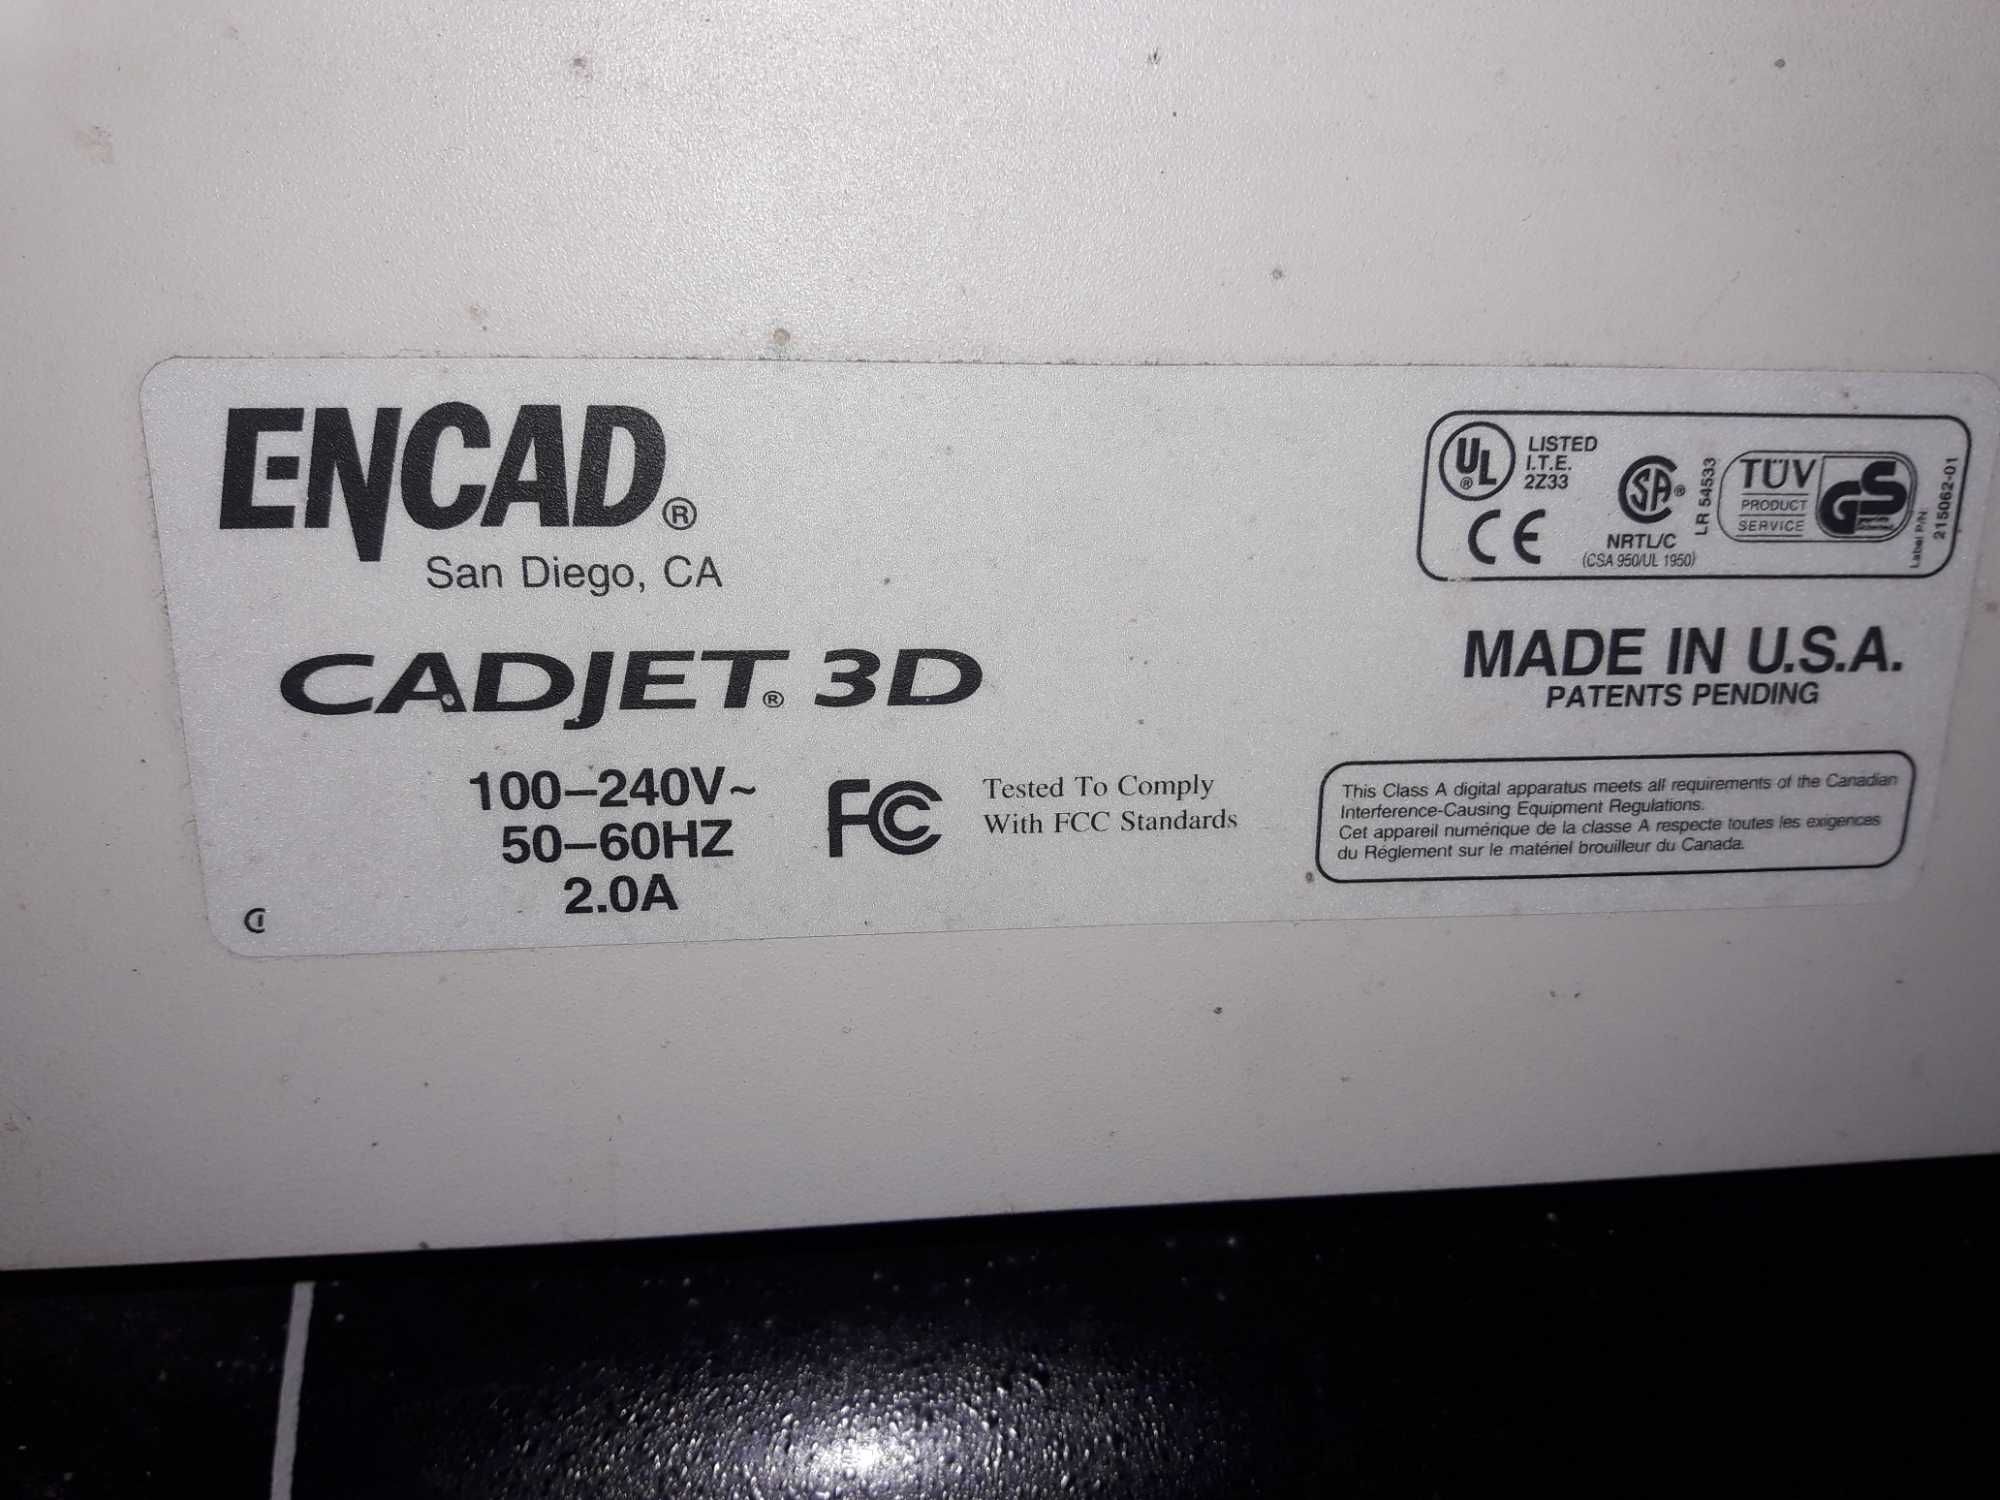 ENCAD®
San Diego, CA
CADJET® 3D
100–240V~
50–60HZ
2.0A
FC
Tested To Comply
With FCC Standards
UL®
LISTED
I.T.E.
2Z33
CE
SA®
NRTL/C
(CSA 950/UL 1950)
LR 54533
TÜV
PRODUCT
SERVICE
GS
Label P/N
215062-01
MADE IN U.S.A.
PATENTS PENDING
This Class A digital apparatus meets all requirements of the Canadian
Interference-Causing Equipment Regulations.
Cet appareil numérique de la classe A respecte toutes les exigences
du Réglement sur le matériel brouilleur du Canada.